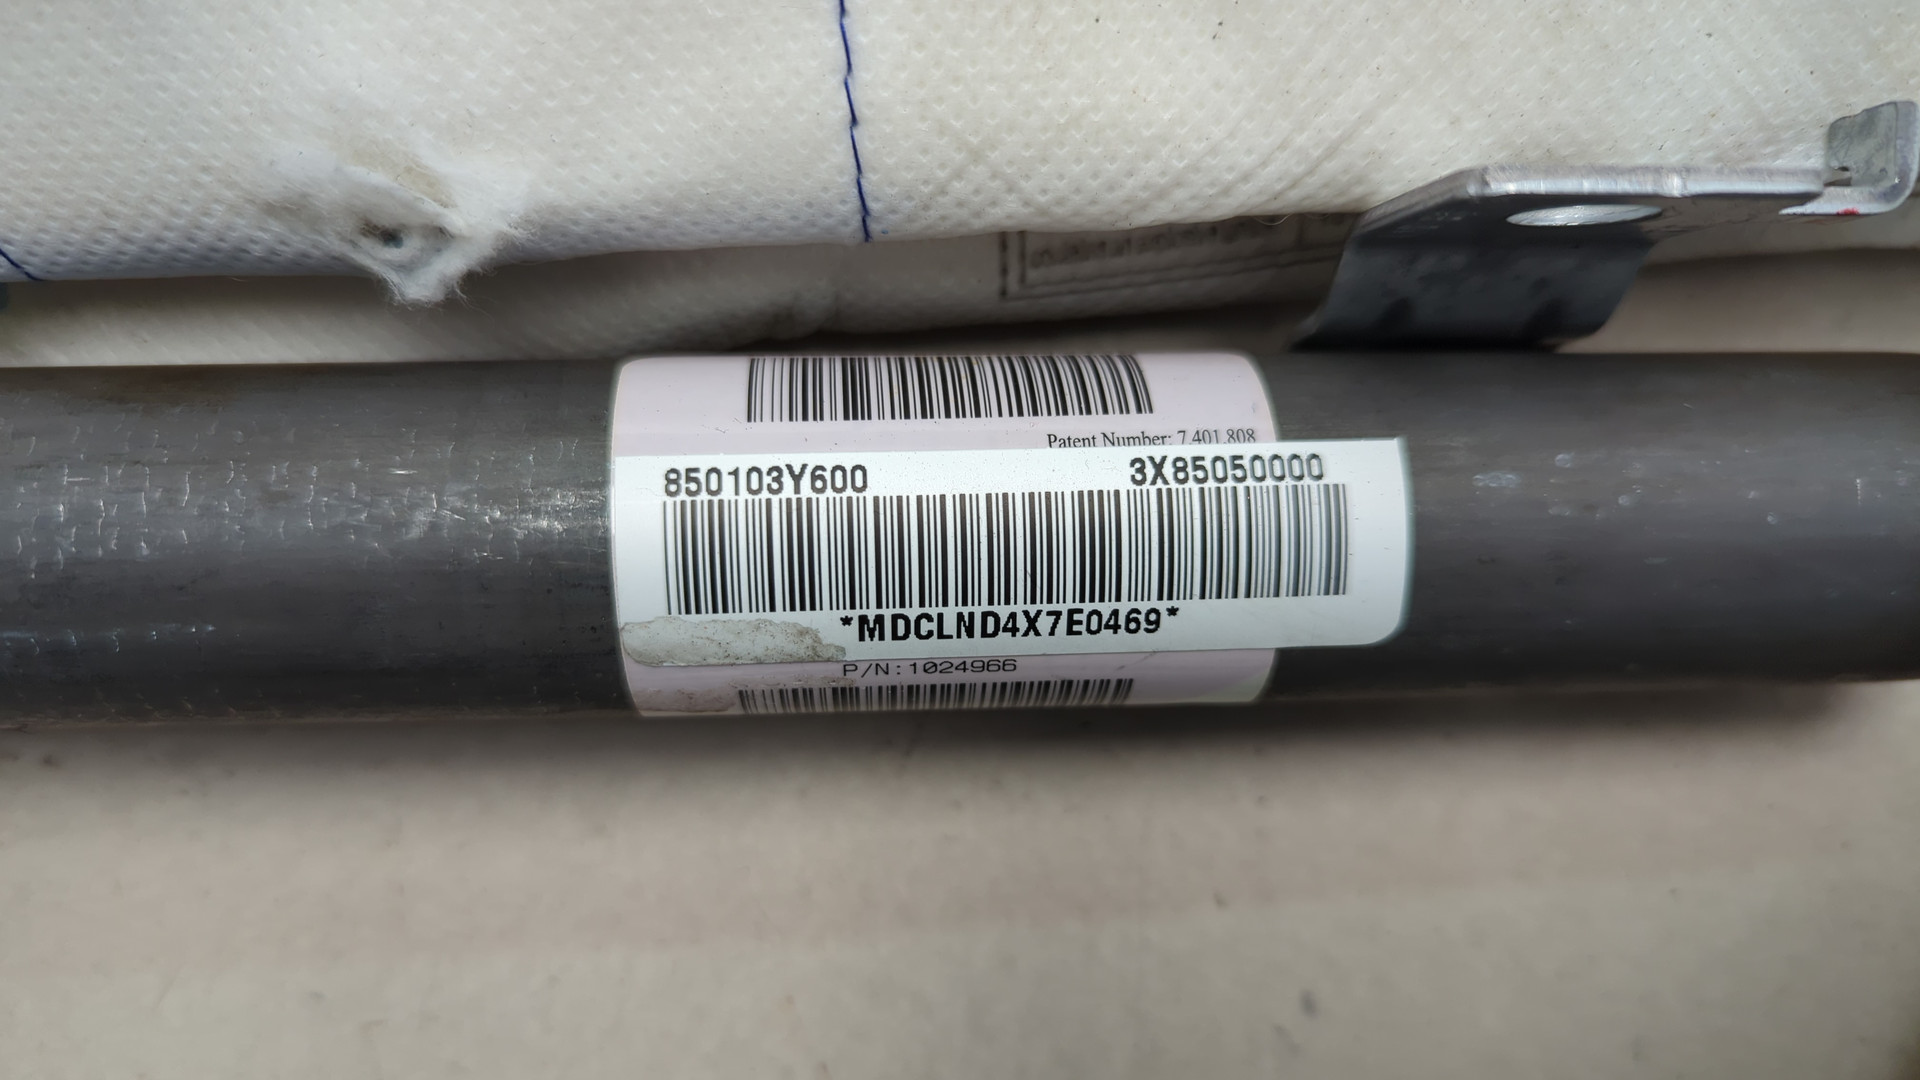 Patent Number: 7,401,808
850103Y600 3X85050000
*MDCLND4X7E0469*
P/N:1024966